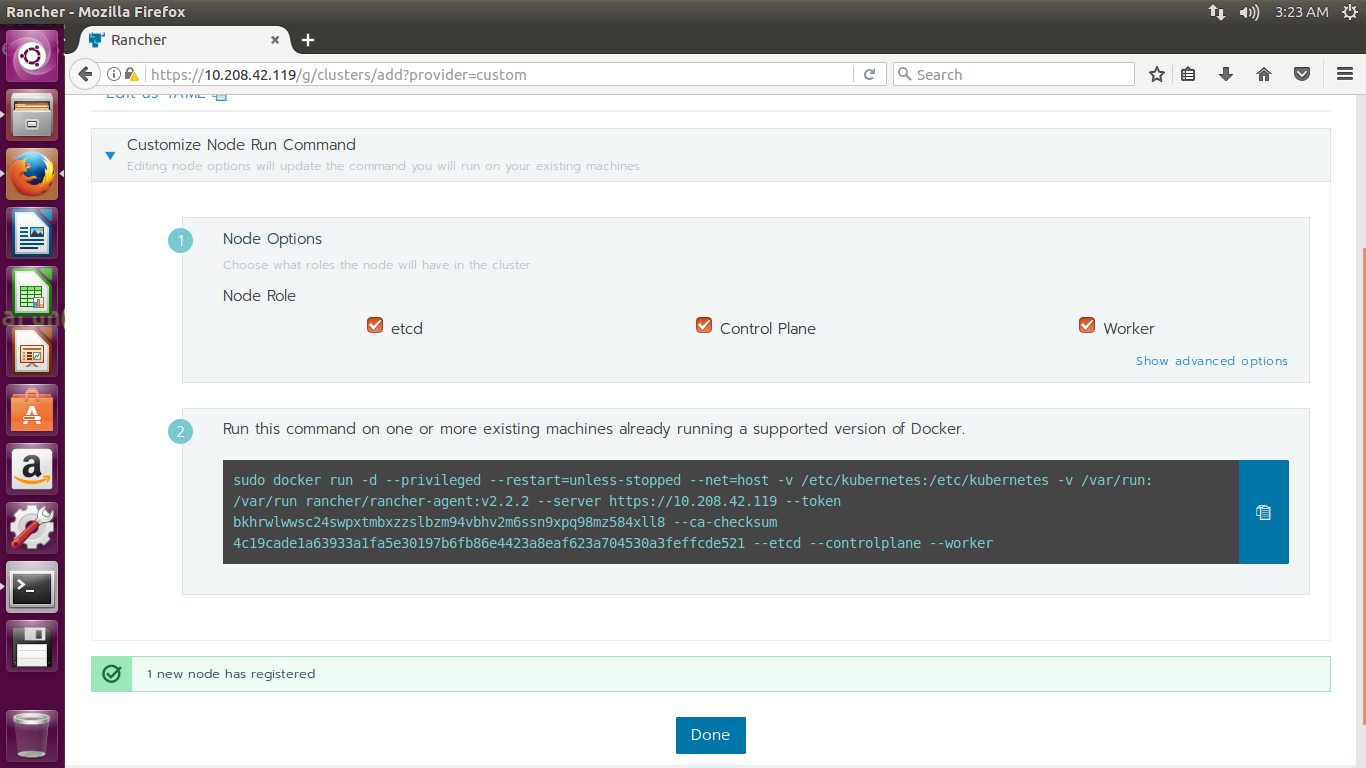 Rancher - Mozilla Firefox
3:23 AM
Rancher
https://10.208.42.119/g/clusters/add?provider=custom
Search
Edit as YAML
Customize Node Run Command
Editing node options will update the command you will run on your existing machines
1
Node Options
Choose what roles the node will have in the cluster
Node Role
etcd
Control Plane
Worker
Show advanced options
2
Run this command on one or more existing machines already running a supported version of Docker.
sudo docker run -d --privileged --restart=unless-stopped --net=host -v /etc/kubernetes:/etc/kubernetes -v /var/run:
/var/run rancher/rancher-agent:v2.2.2 --server https://10.208.42.119 --token
bkhrwlwwsc24swpxtmbxzzslbzm94vbhv2m6ssn9xpq98mz584xll8 --ca-checksum
4c19cade1a63933a1fa5e30197b6fb86e4423a8eaf623a704530a3feffcde521 --etcd --controlplane --worker
1 new node has registered
Done